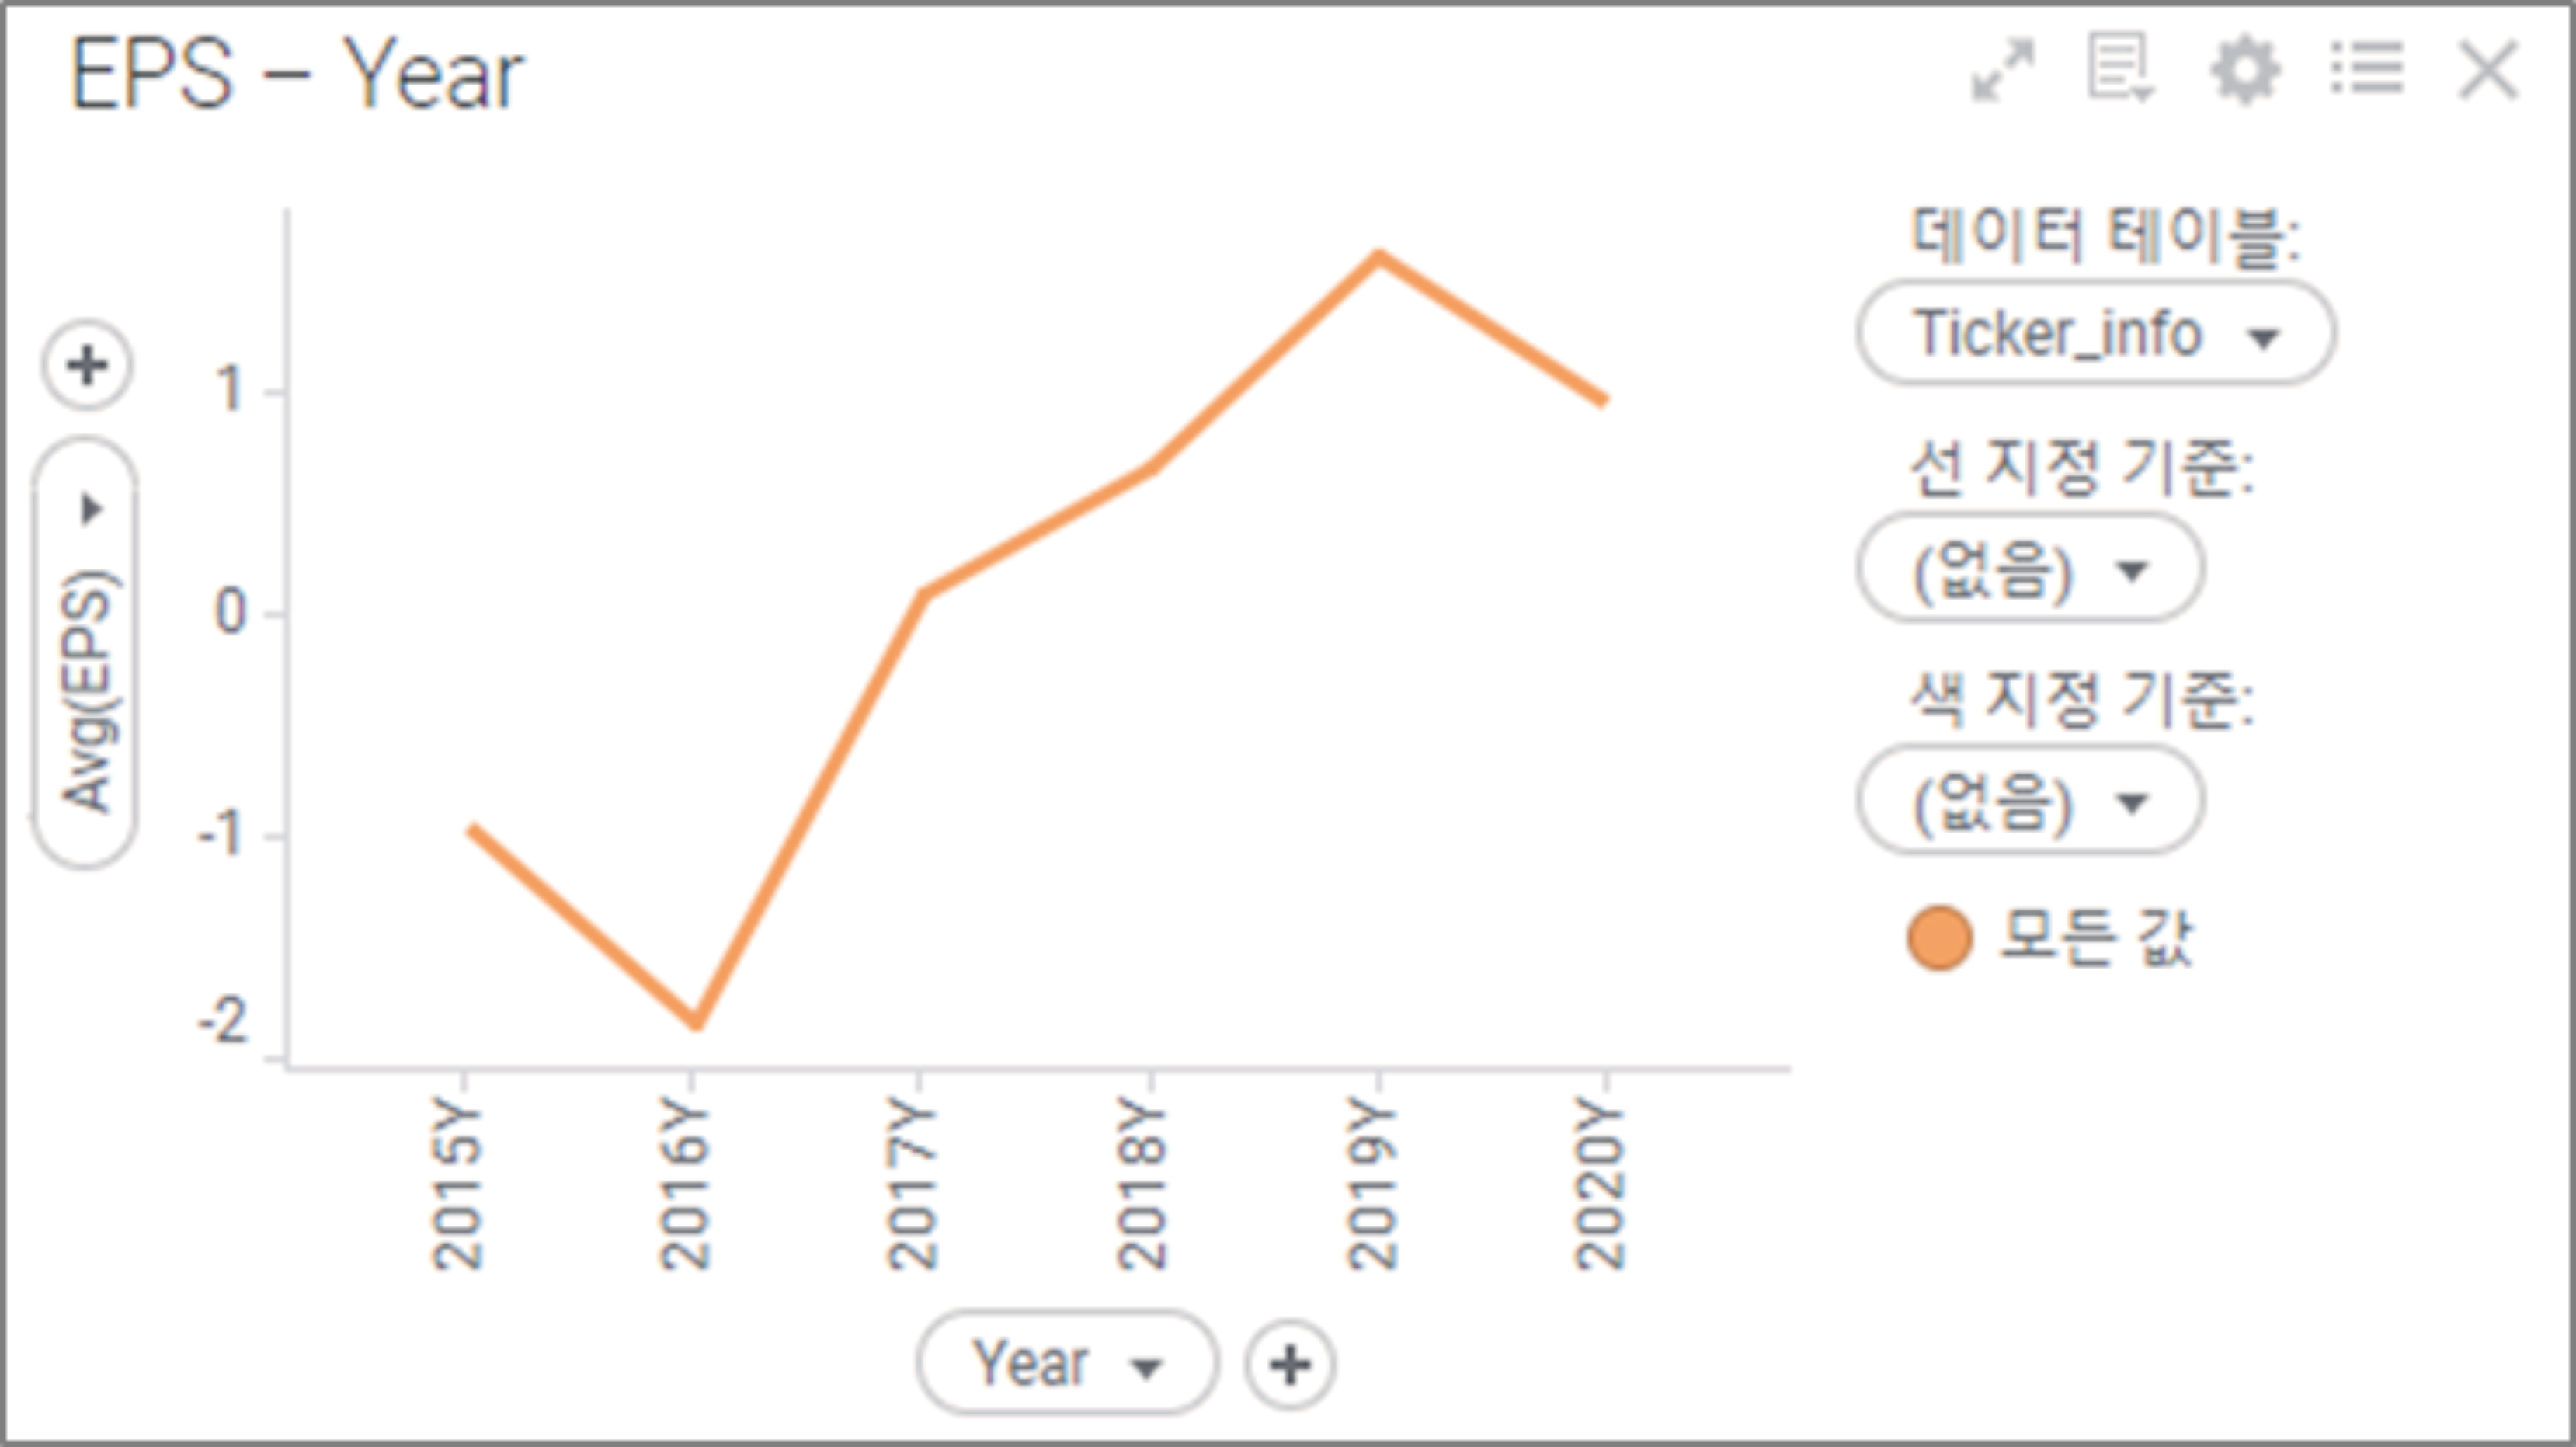 EPS – Year
데이터 테이블:
Ticker_info
선 지정 기준:
(없음)
색 지정 기준:
(없음)
모든 값
Avg(EPS)
1
0
-1
-2
2015Y
2016Y
2017Y
2018Y
2019Y
2020Y
Year